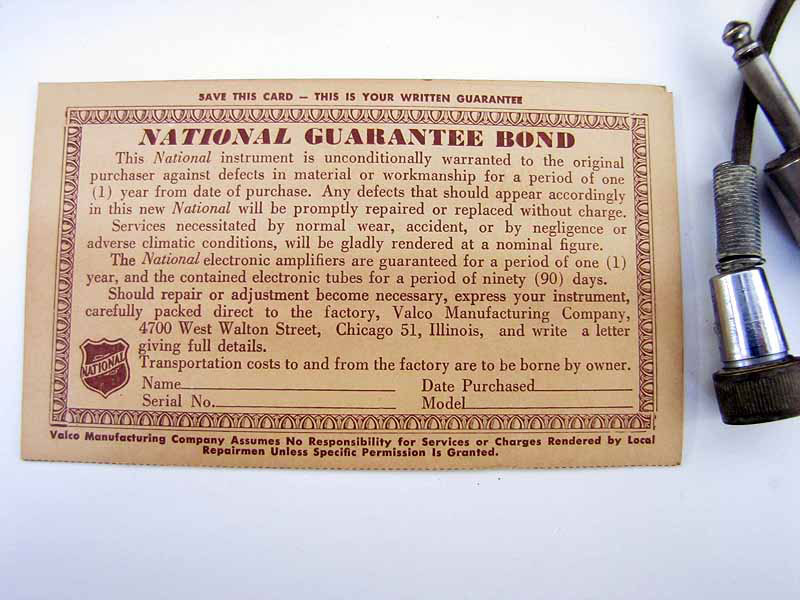 SAVE THIS CARD — THIS IS YOUR WRITTEN GUARANTEE
NATIONAL GUARANTEE BOND
This National instrument is unconditionally warranted to the original
purchaser against defects in material or workmanship for a period of one
(1) year from date of purchase. Any defects that should appear accordingly
in this new National will be promptly repaired or replaced without charge.
Services necessitated by normal wear, accident, or by negligence or
adverse climatic conditions, will be gladly rendered at a nominal figure.
The National electronic amplifiers are guaranteed for a period of one (1)
year, and the contained electronic tubes for a period of ninety (90) days.
Should repair or adjustment become necessary, express your instrument,
carefully packed direct to the factory, Valco Manufacturing Company,
4700 West Walton Street, Chicago 51, Illinois, and write a letter
giving full details.
NATIONAL
Transportation costs to and from the factory are to be borne by owner.
Name Date Purchased
Serial No. Model
Valco Manufacturing Company Assumes No Responsibility for Services or Charges Rendered by Local
Repairmen Unless Specific Permission Is Granted.